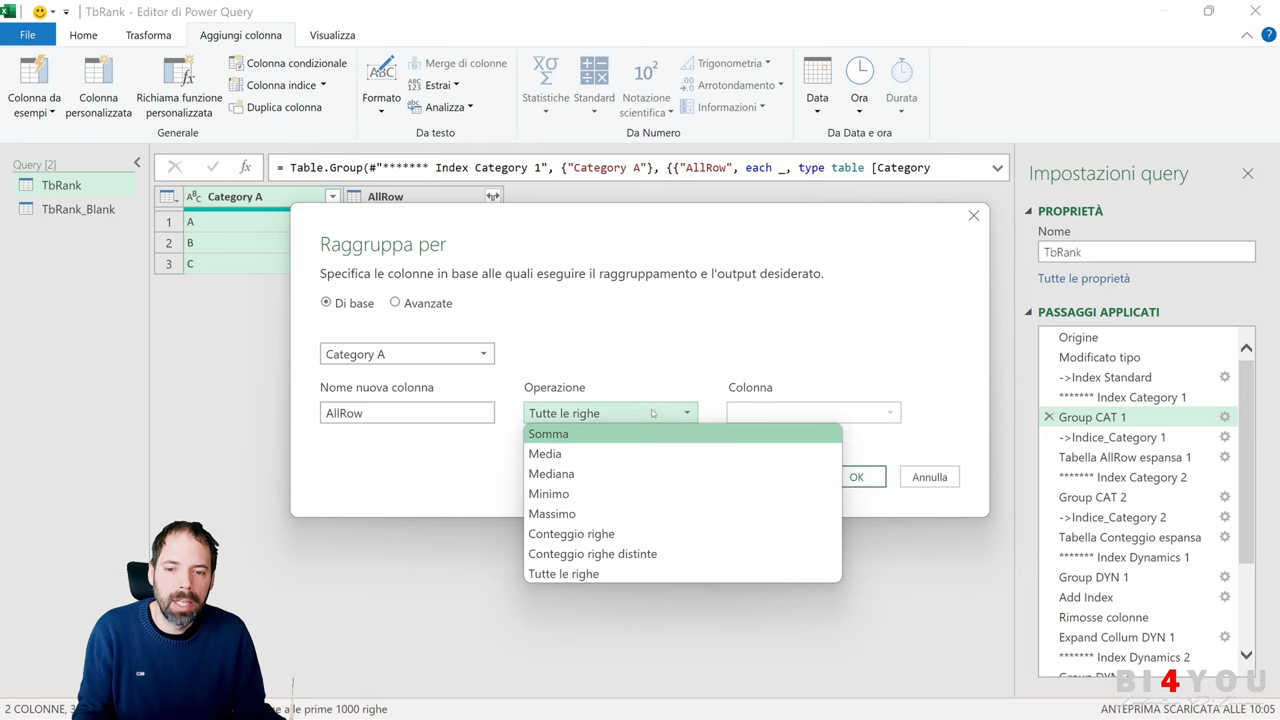 TbRank - Editor di Power Query
File
Home
Trasforma
Aggiungi colonna
Visualizza
Colonna da esempi
Colonna personalizzata
Richiama funzione personalizzata
Colonna condizionale
Colonna indice
Duplica colonna
Generale
Formato
Merge di colonne
Estrai
Analizza
Da testo
Statistiche
Standard
Notazione scientifica
Trigonometria
Arrotondamento
Informazioni
Da Numero
Data
Ora
Durata
Da Data e ora
Query [2]
TbRank
TbRank_Blank
= Table.Group(#"******* Index Category 1", {"Category A"}, {{"AllRow", each _, type table [Category
Category A
AllRow
1 A
2 B
3 C
Raggruppa per
Specifica le colonne in base alle quali eseguire il raggruppamento e l'output desiderato.
Di base
Avanzate
Category A
Nome nuova colonna
Operazione
Colonna
AllRow
Tutte le righe
Somma
Media
Mediana
Minimo
Massimo
Conteggio righe
Conteggio righe distinte
Tutte le righe
OK
Annulla
Impostazioni query
PROPRIETÀ
Nome
TbRank
Tutte le proprietà
PASSAGGI APPLICATI
Origine
Modificato tipo
->Index Standard
******* Index Category 1
Group CAT 1
->Indice_Category 1
Tabella AllRow espansa 1
******* Index Category 2
Group CAT 2
->Indice_Category 2
Tabella Conteggio espansa
******* Index Dynamics 1
Group DYN 1
Add Index
Rimosse colonne
Expand Collum DYN 1
******* Index Dynamics 2
BI4YOU
2 COLONNE, 3
alle prime 1000 righe
ANTEPRIMA SCARICATA ALLE 10:05